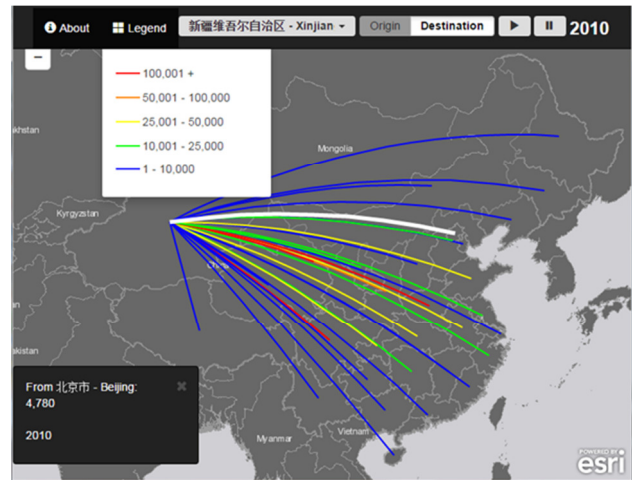 About
Legend
新疆维吾尔自治区 - Xinjian
Origin
Destination
2010
100,001 +
50,001 - 100,000
25,001 - 50,000
10,001 - 25,000
1 - 10,000
Mongolia
Kyrgyzstan
From 北京市 - Beijing:
4,780
2010
Myanmar
Vietnam
POWERED BY
esri